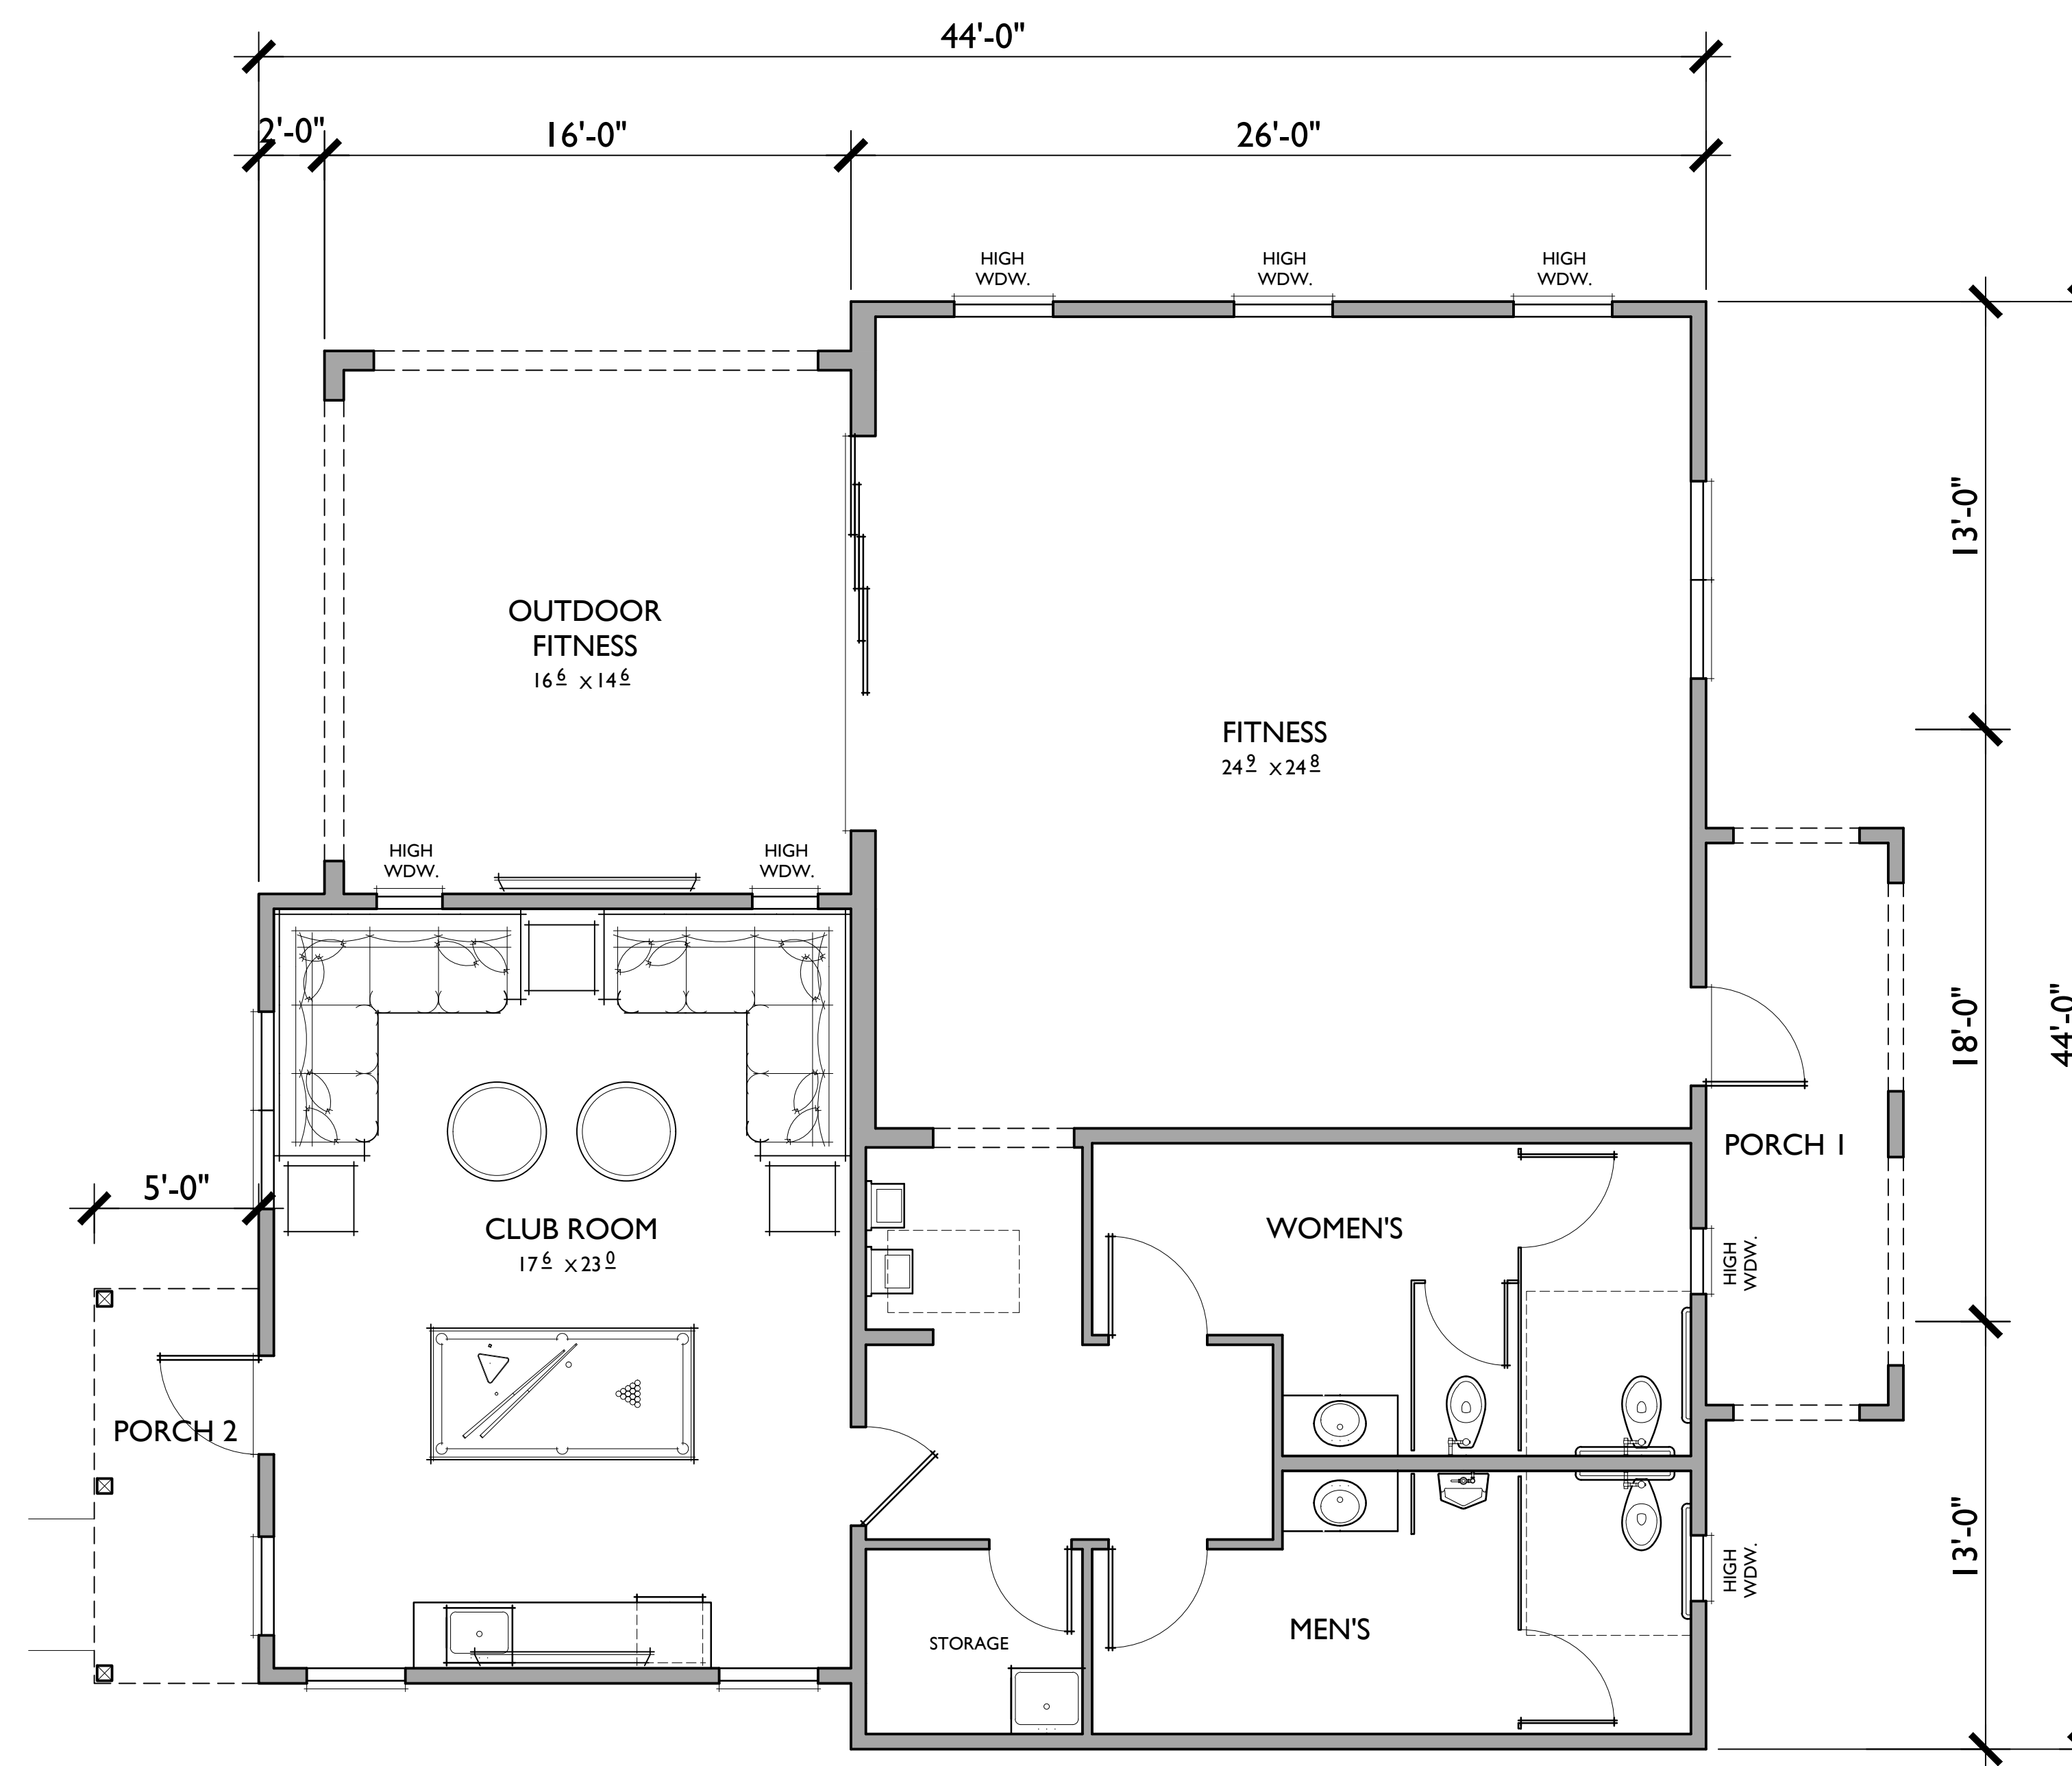 44'-0"
2'-0"
16'-0"
26'-0"
HIGH
WDW.
HIGH
WDW.
HIGH
WDW.
13'-0"
OUTDOOR
FITNESS
16 6 X 14 6
FITNESS
24 9 X 24 8
HIGH
WDW.
HIGH
WDW.
18'-0"
44'-0"
PORCH 1
5'-0"
CLUB ROOM
17 6 X 23 0
WOMEN'S
HIGH
WDW.
PORCH 2
13'-0"
HIGH
WDW.
MEN'S
STORAGE